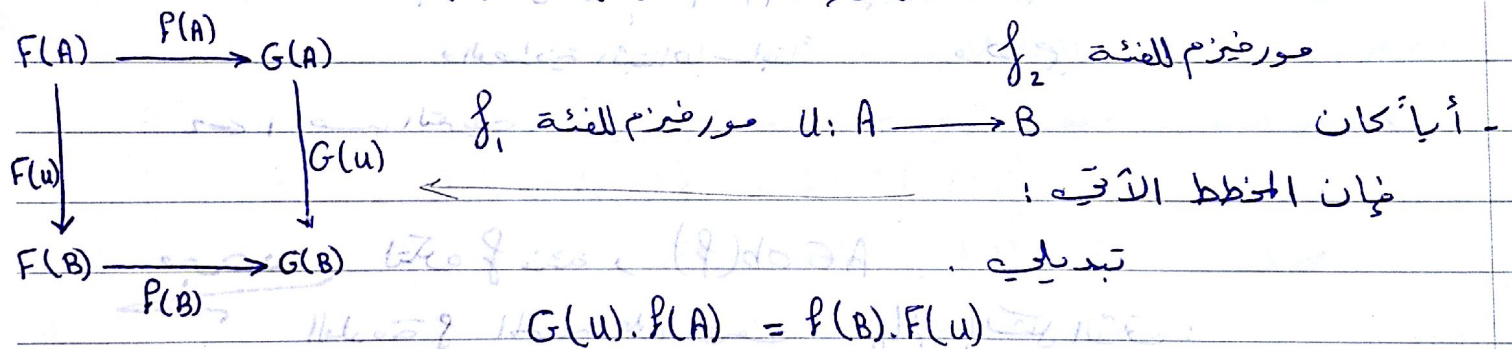 F(A) f(A) G(A) مورفيزم للفئة f₂
- أياً كان U: A → B مورفيزم للفئة f₁
F(u) G(u)
فإن المخطط الآتي :
F(B) f(B) G(B) تبديلي .
G(u).f(A) = f(B).F(u)